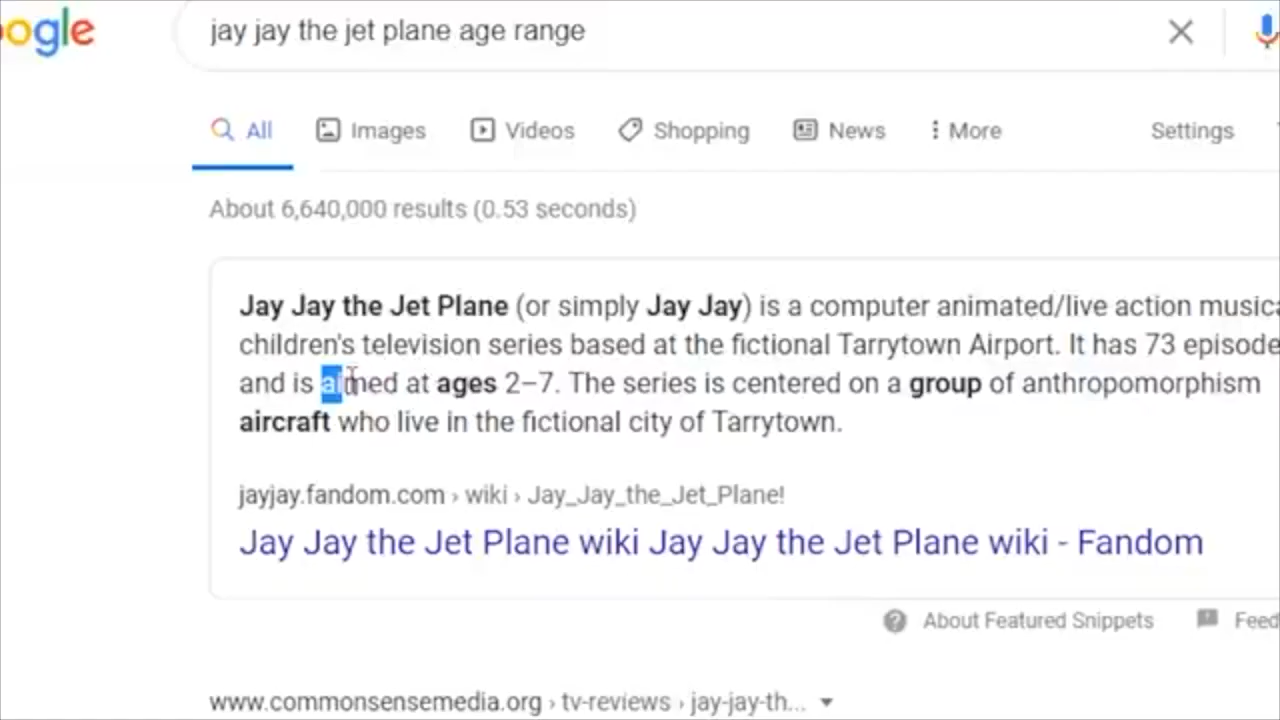 ogle jay jay the jet plane age range
All Images Videos Shopping News More Settings
About 6,640,000 results (0.53 seconds)
Jay Jay the Jet Plane (or simply Jay Jay) is a computer animated/live action musica
children's television series based at the fictional Tarrytown Airport. It has 73 episode
and is aimed at ages 2–7. The series is centered on a group of anthropomorphism
aircraft who live in the fictional city of Tarrytown.
jayjay.fandom.com › wiki › Jay_Jay_the_Jet_Plane!
Jay Jay the Jet Plane wiki Jay Jay the Jet Plane wiki - Fandom
About Featured Snippets Feed
www.commonsensemedia.org › tv-reviews › jay-jay-th...